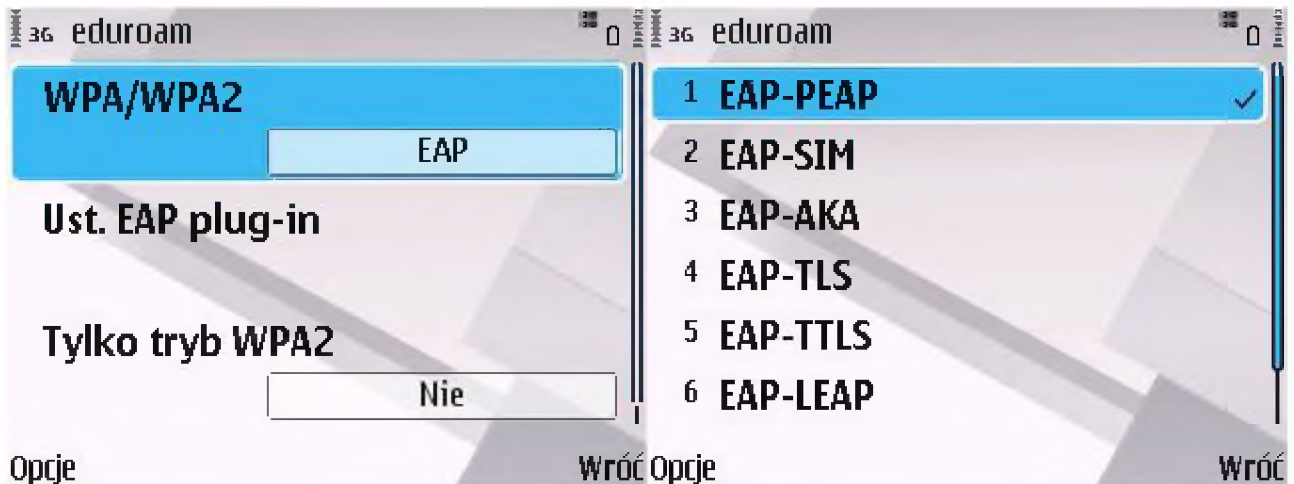 3G eduroam
WPA/WPA2
EAP
Ust. EAP plug-in
Tylko tryb WPA2
Nie
Opcje
Wróć
3G eduroam
1 EAP-PEAP
2 EAP-SIM
3 EAP-AKA
4 EAP-TLS
5 EAP-TTLS
6 EAP-LEAP
Opcje
Wróć